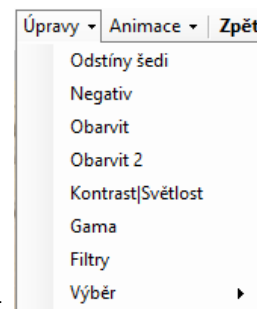 Úpravy Animace Zpět
Odstíny šedi
Negativ
Obarvit
Obarvit 2
Kontrast|Světlost
Gama
Filtry
Výběr